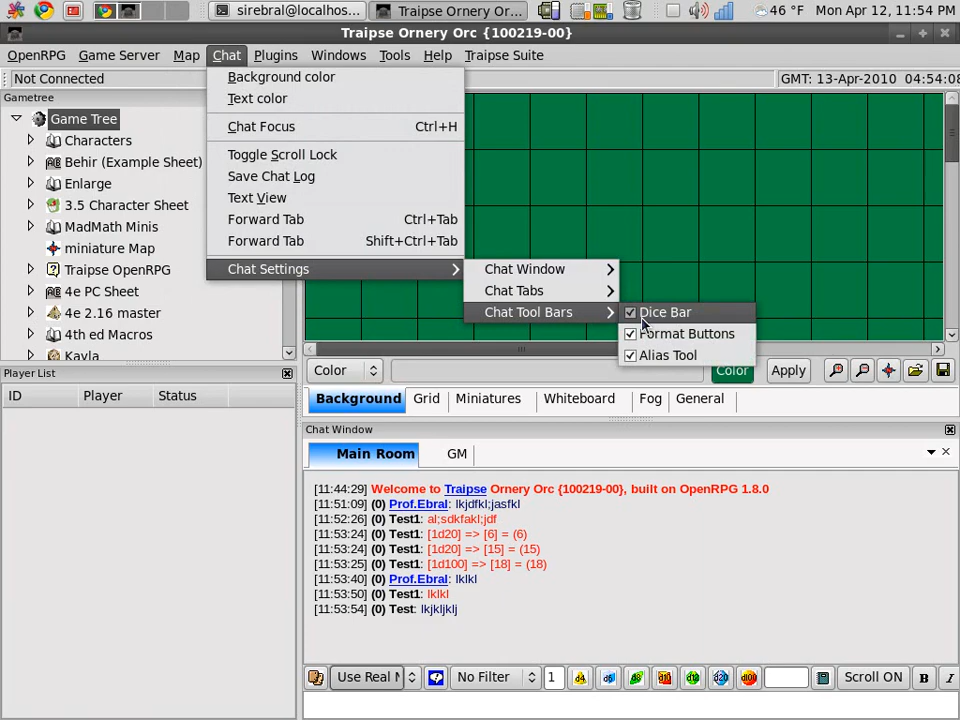 sirebral@localhos...
Traipse Ornery Or...
46 °F
Mon Apr 12, 11:54 PM
Traipse Ornery Orc {100219-00}
OpenRPG Game Server Map Chat Plugins Windows Tools Help Traipse Suite
Not Connected
GMT: 13-Apr-2010 04:54:08
Gametree
Game Tree
Characters
Behir (Example Sheet)
Enlarge
3.5 Character Sheet
MadMath Minis
miniature Map
Traipse OpenRPG
4e PC Sheet
4e 2.16 master
4th ed Macros
Kayla
Background color
Text color
Chat Focus Ctrl+H
Toggle Scroll Lock
Save Chat Log
Text View
Forward Tab Ctrl+Tab
Forward Tab Shift+Ctrl+Tab
Chat Settings
Chat Window
Chat Tabs
Chat Tool Bars
Dice Bar
Format Buttons
Alias Tool
Color
Color
Apply
Background Grid Miniatures Whiteboard Fog General
Player List
ID Player Status
Chat Window
Main Room GM
[11:44:29] Welcome to Traipse Ornery Orc {100219-00}, built on OpenRPG 1.8.0
[11:51:09] (0) Prof.Ebral: lkjdfkl;jasfkl
[11:52:26] (0) Test1: al;sdkfakl;jdf
[11:53:24] (0) Test1: [1d20] => [6] = (6)
[11:53:24] (0) Test1: [1d20] => [15] = (15)
[11:53:25] (0) Test1: [1d100] => [18] = (18)
[11:53:40] (0) Prof.Ebral: lklkl
[11:53:50] (0) Test1: lklkl
[11:53:54] (0) Test: lkjkljklj
Use Real No Filter 1 d4 d6 d8 d10 d12 d20 d100 Scroll ON B I